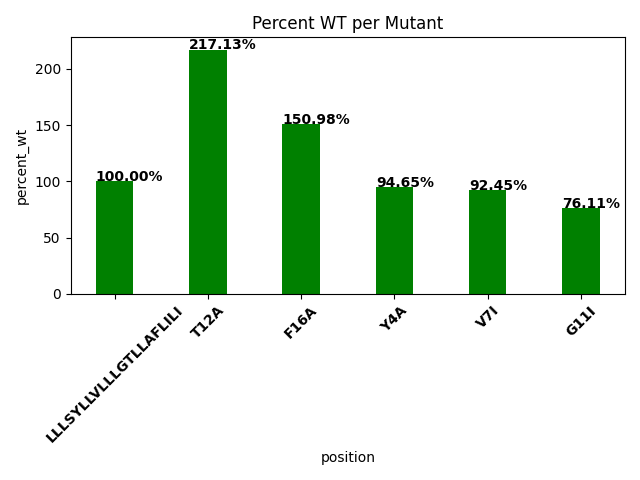 Percent WT per Mutant
percent_wt
200
150
100
50
0
100.00%
217.13%
150.98%
94.65%
92.45%
76.11%
LLLSYLLVLLLGTLLAFLILI
T12A
F16A
Y4A
V7I
G11I
position